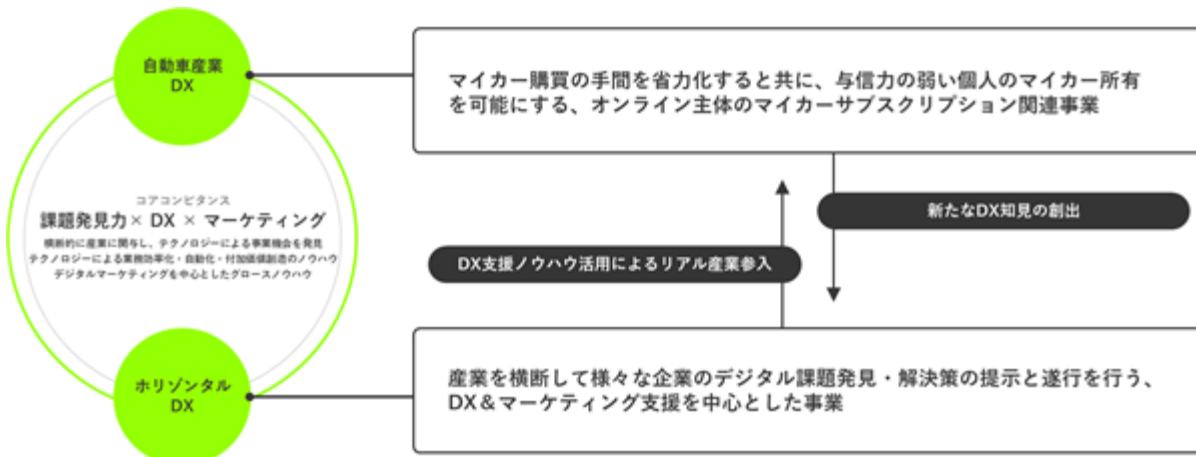 自動車産業
DX
マイカー購買の手間を省力化すると共に、与信力の弱い個人のマイカー所有
を可能にする、オンライン主体のマイカーサブスクリプション関連事業
コアコンピタンス
課題発見力× DX × マーケティング
横断的に産業に関与し、テクノロジーによる事業機会を発見
テクノロジーによる業務効率化・自動化・付加価値創造のノウハウ
デジタルマーケティングを中心としたグロースノウハウ
新たなDX知見の創出
DX支援ノウハウ活用によるリアル産業参入
ホリゾンタル
DX
産業を横断して様々な企業のデジタル課題発見・解決策の提示と遂行を行う、
DX＆マーケティング支援を中心とした事業